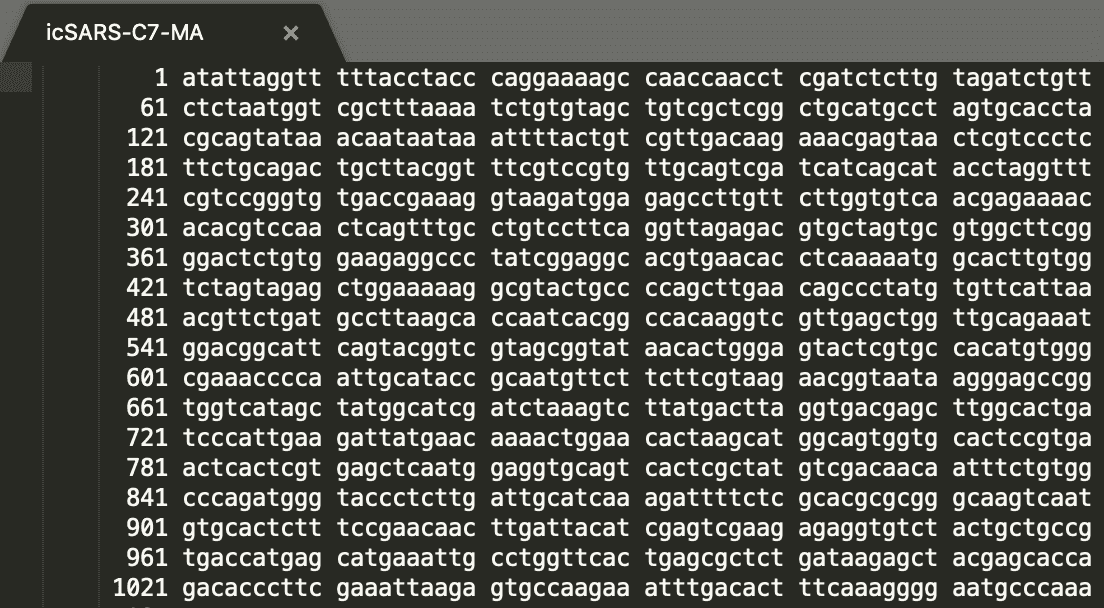 icSARS-C7-MA ×
1 atattaggtt tttacctacc caggaaaagc caaccaacct cgatctcttg tagatctgtt
61 ctctaatggt cgctttaaaa tctgtgtagc tgtcgctcgg ctgcatgcct agtgcaccta
121 cgcagtataa acaataataa attttactgt cgttgacaag aaacgagtaa ctcgtccctc
181 ttctgcagac tgcttacggt ttcgtccgtg ttgcagtcga tcatcagcat acctaggttt
241 cgtccgggtg tgaccgaaag gtaagatgga gagccttgtt cttggtgtca acgagaaaac
301 acacgtccaa ctcagtttgc ctgtccttca ggttagagac gtgctagtgc gtggcttcgg
361 ggactctgtg gaagaggccc tatcggaggc acgtgaacac ctcaaaaatg gcacttgtgg
421 tctagtagag ctggaaaaag gcgtactgcc ccagcttgaa cagccctatg tgttcattaa
481 acgttctgat gccttaagca ccaatcacgg ccacaaggtc gttgagctgg ttgcagaaat
541 ggacggcatt cagtacggtc gtagcggtat aacactggga gtactcgtgc cacatgtggg
601 cgaaacccca attgcatacc gcaatgttct tcttcgtaag aacggtaata agggagccgg
661 tggtcatagc tatggcatcg atctaaagtc ttatgactta ggtgacgagc ttggcactga
721 tcccattgaa gattatgaac aaaactggaa cactaagcat ggcagtggtg cactccgtga
781 actcactcgt gagctcaatg gaggtgcagt cactcgctat gtcgacaaca atttctgtgg
841 cccagatggg taccctcttg attgcatcaa agattttctc gcacgcgcgg gcaagtcaat
901 gtgcactctt tccgaacaac ttgattacat cgagtcgaag agaggtgtct actgctgccg
961 tgaccatgag catgaaattg cctggttcac tgagcgctct gataagagct acgagcacca
1021 gacacccttc gaaattaaga gtgccaagaa atttgacact ttcaaagggg aatgcccaaa